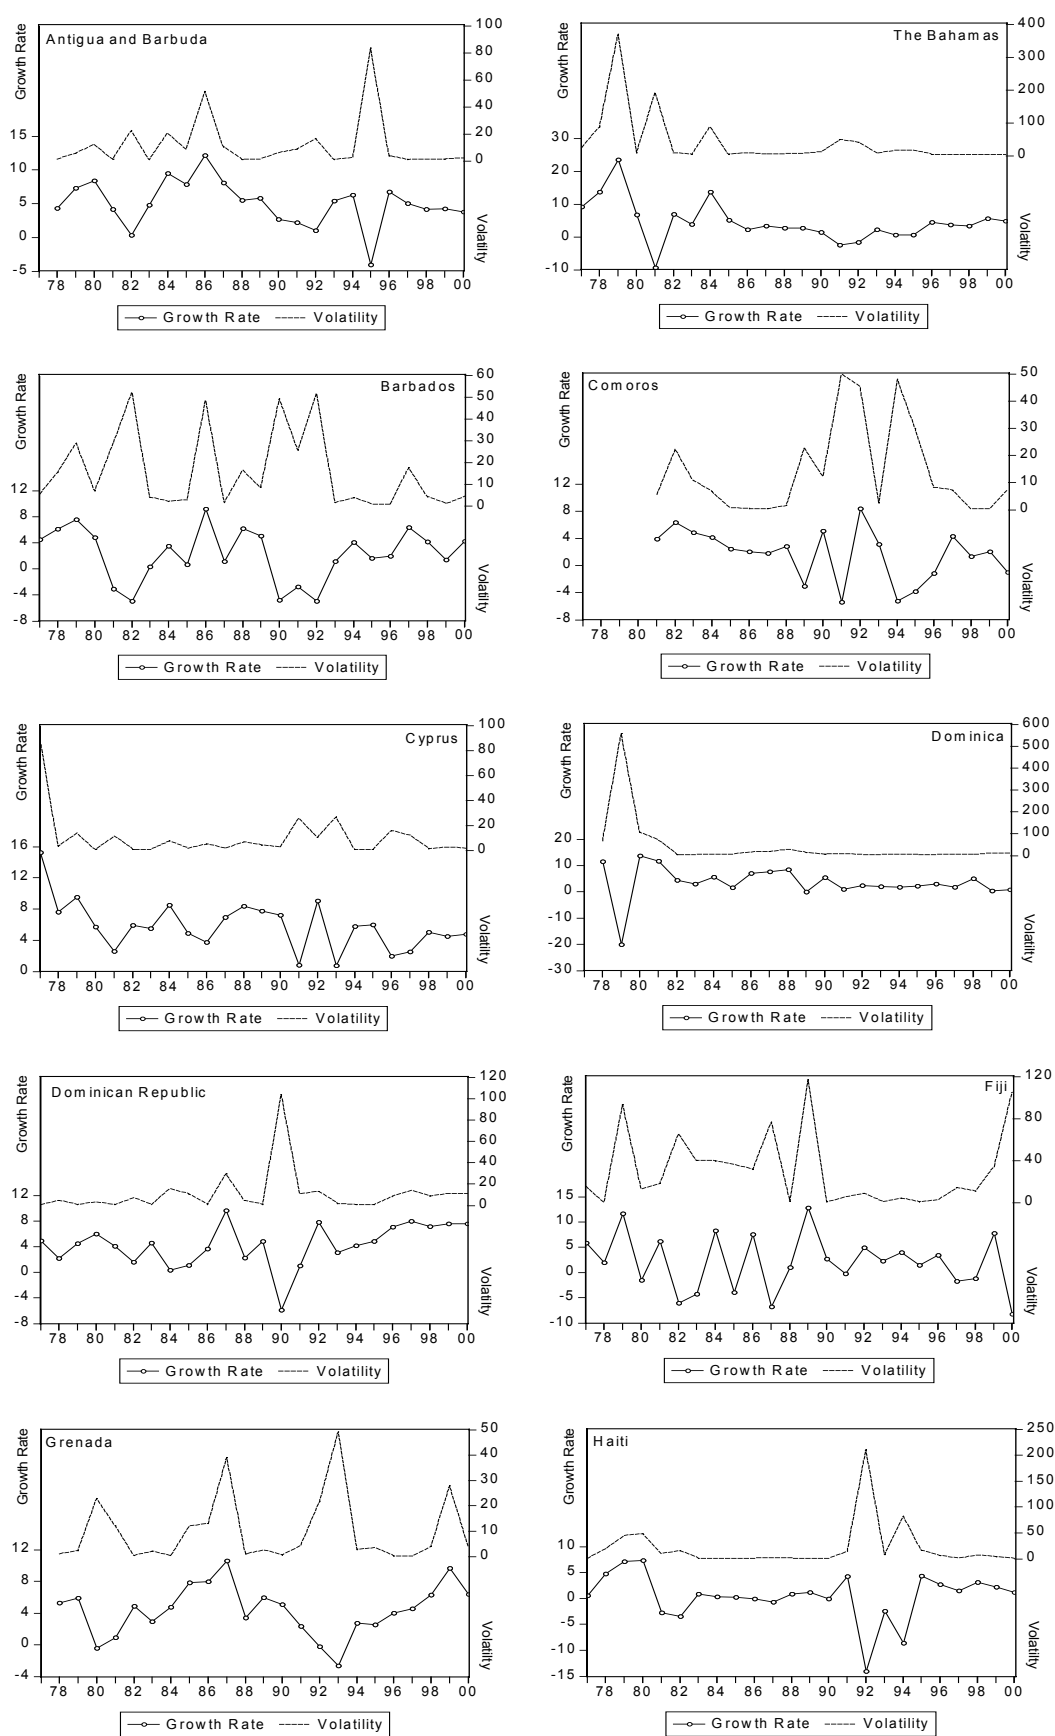 Antigua and Barbuda
Growth Rate
100
80
60
40
20
0
15
10
5
0
-5
Volatility
78 80 82 84 86 88 90 92 94 96 98 00
Growth Rate Volatility
The Bahamas
Growth Rate
400
300
200
100
0
30
20
10
0
-10
Volatility
78 80 82 84 86 88 90 92 94 96 98 00
Growth Rate Volatility
Barbados
Growth Rate
60
50
40
30
20
10
0
12
8
4
0
-4
-8
Volatility
78 80 82 84 86 88 90 92 94 96 98 00
Growth Rate Volatility
Comoros
Growth Rate
50
40
30
20
10
0
12
8
4
0
-4
-8
Volatility
78 80 82 84 86 88 90 92 94 96 98 00
Growth Rate Volatility
Cyprus
Growth Rate
100
80
60
40
20
0
16
12
8
4
0
Volatility
78 80 82 84 86 88 90 92 94 96 98 00
Growth Rate Volatility
Dominica
Growth Rate
600
500
400
300
200
100
0
20
10
0
-10
-20
-30
Volatility
78 80 82 84 86 88 90 92 94 96 98 00
Growth Rate Volatility
Dominican Republic
Growth Rate
120
100
80
60
40
20
0
12
8
4
0
-4
-8
Volatility
78 80 82 84 86 88 90 92 94 96 98 00
Growth Rate Volatility
Fiji
Growth Rate
120
80
40
0
15
10
5
0
-5
-10
Volatility
78 80 82 84 86 88 90 92 94 96 98 00
Growth Rate Volatility
Grenada
Growth Rate
50
40
30
20
10
0
12
8
4
0
-4
Volatility
78 80 82 84 86 88 90 92 94 96 98 00
Growth Rate Volatility
Haiti
Growth Rate
250
200
150
100
50
0
10
5
0
-5
-10
-15
Volatility
78 80 82 84 86 88 90 92 94 96 98 00
Growth Rate Volatility